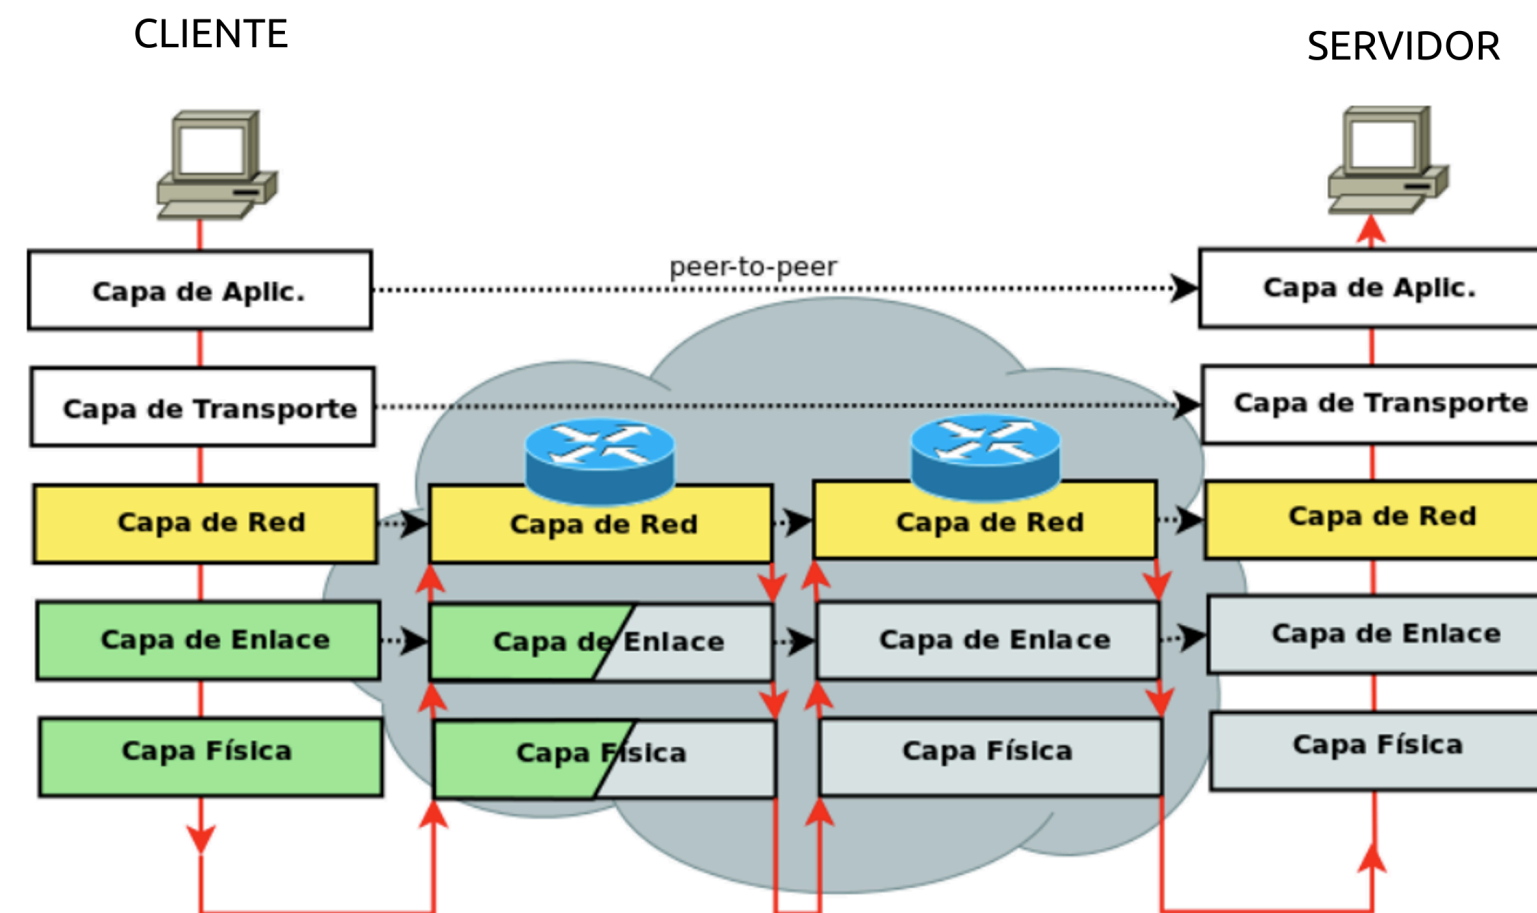 CLIENTE
SERVIDOR
peer-to-peer
Capa de Aplic.
Capa de Aplic.
Capa de Transporte
Capa de Transporte
Capa de Red
Capa de Red
Capa de Red
Capa de Red
Capa de Enlace
Capa de Enlace
Capa de Enlace
Capa de Enlace
Capa Física
Capa Física
Capa Física
Capa Física